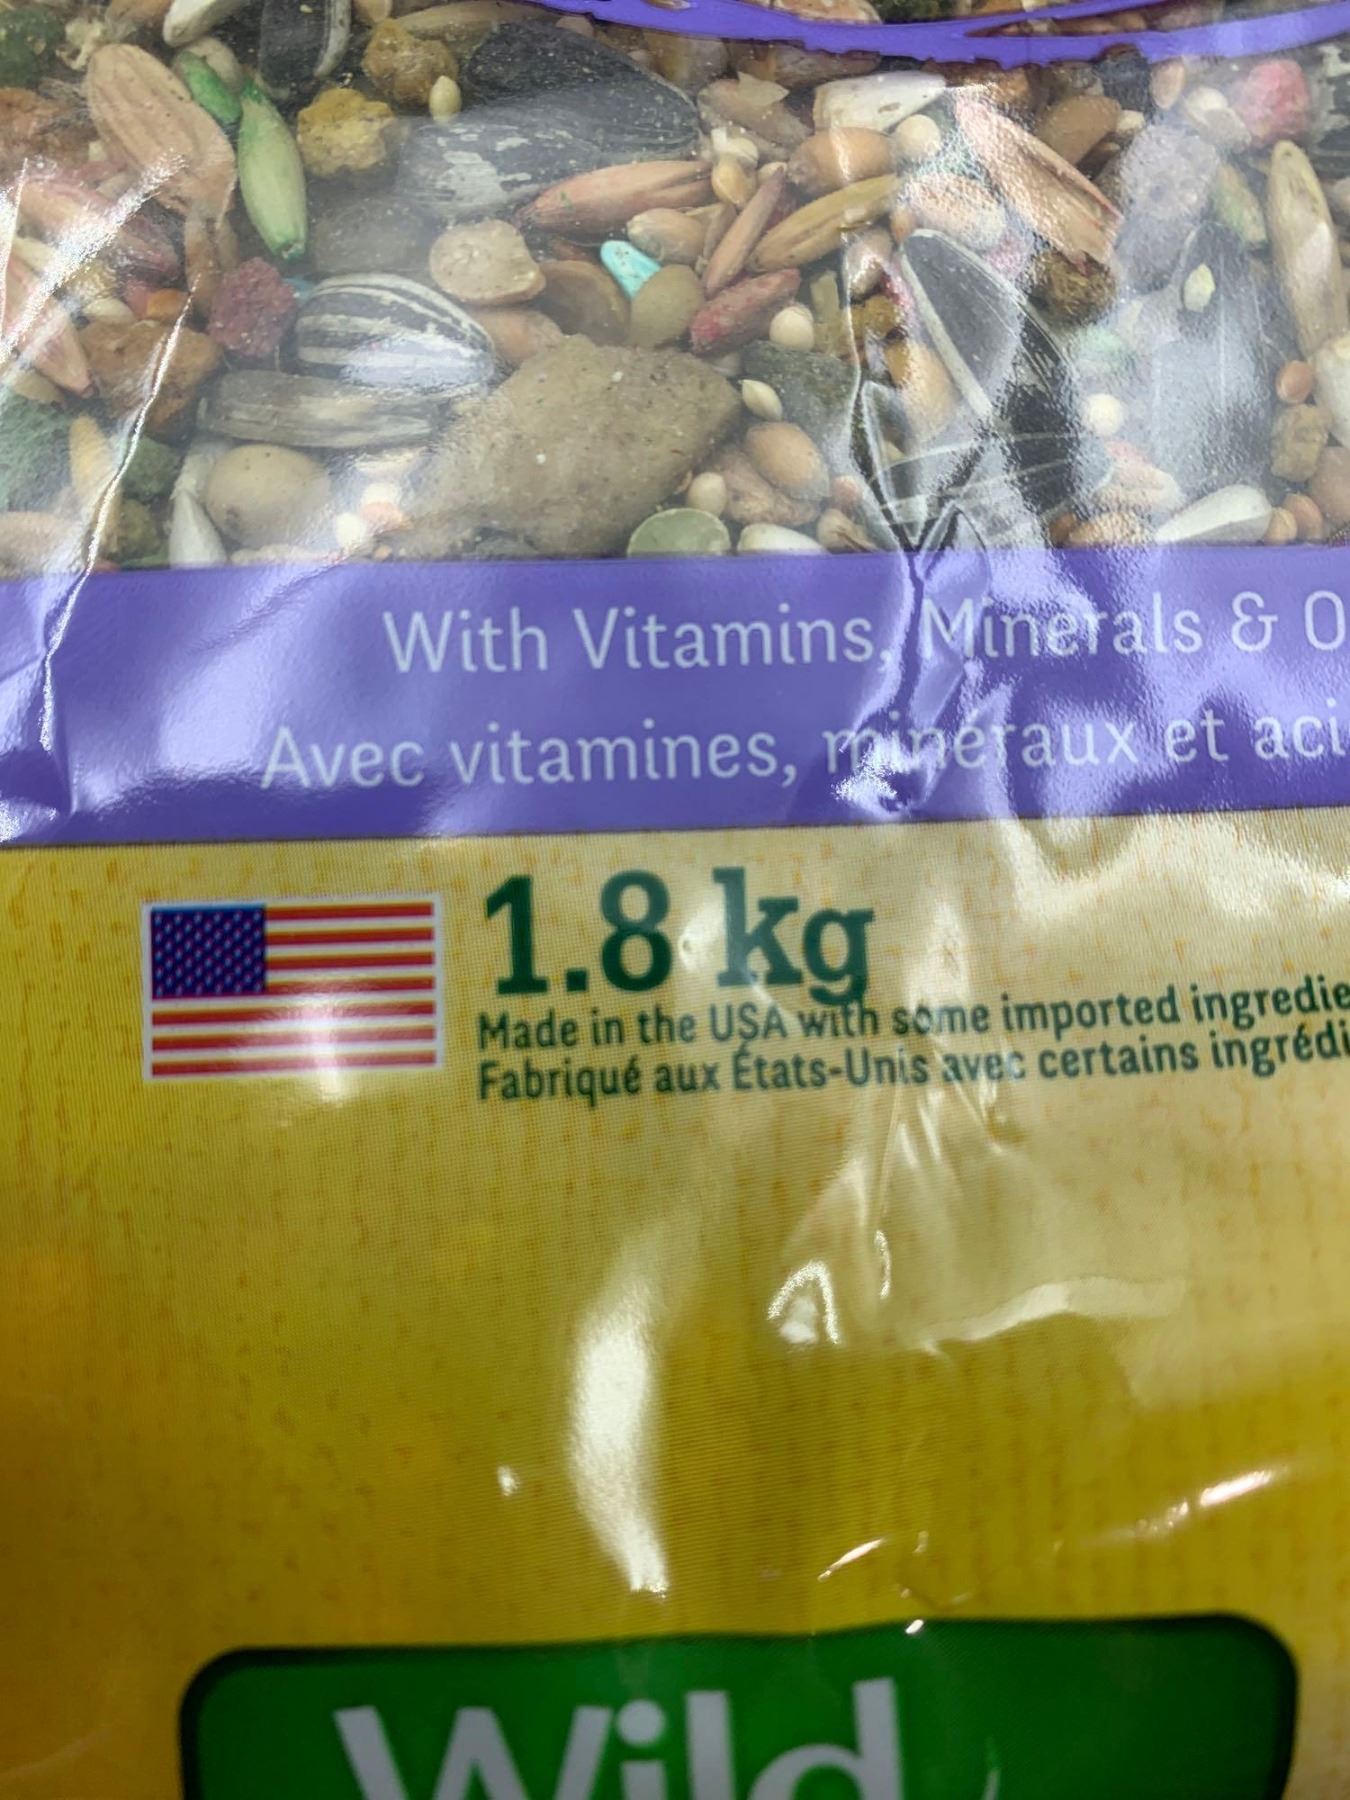 With Vitamins, Minerals & O
Avec vitamines, minéraux et aci
1.8 kg
Made in the USA with some imported ingredie
Fabriqué aux États-Unis avec certains ingrédi
Wild